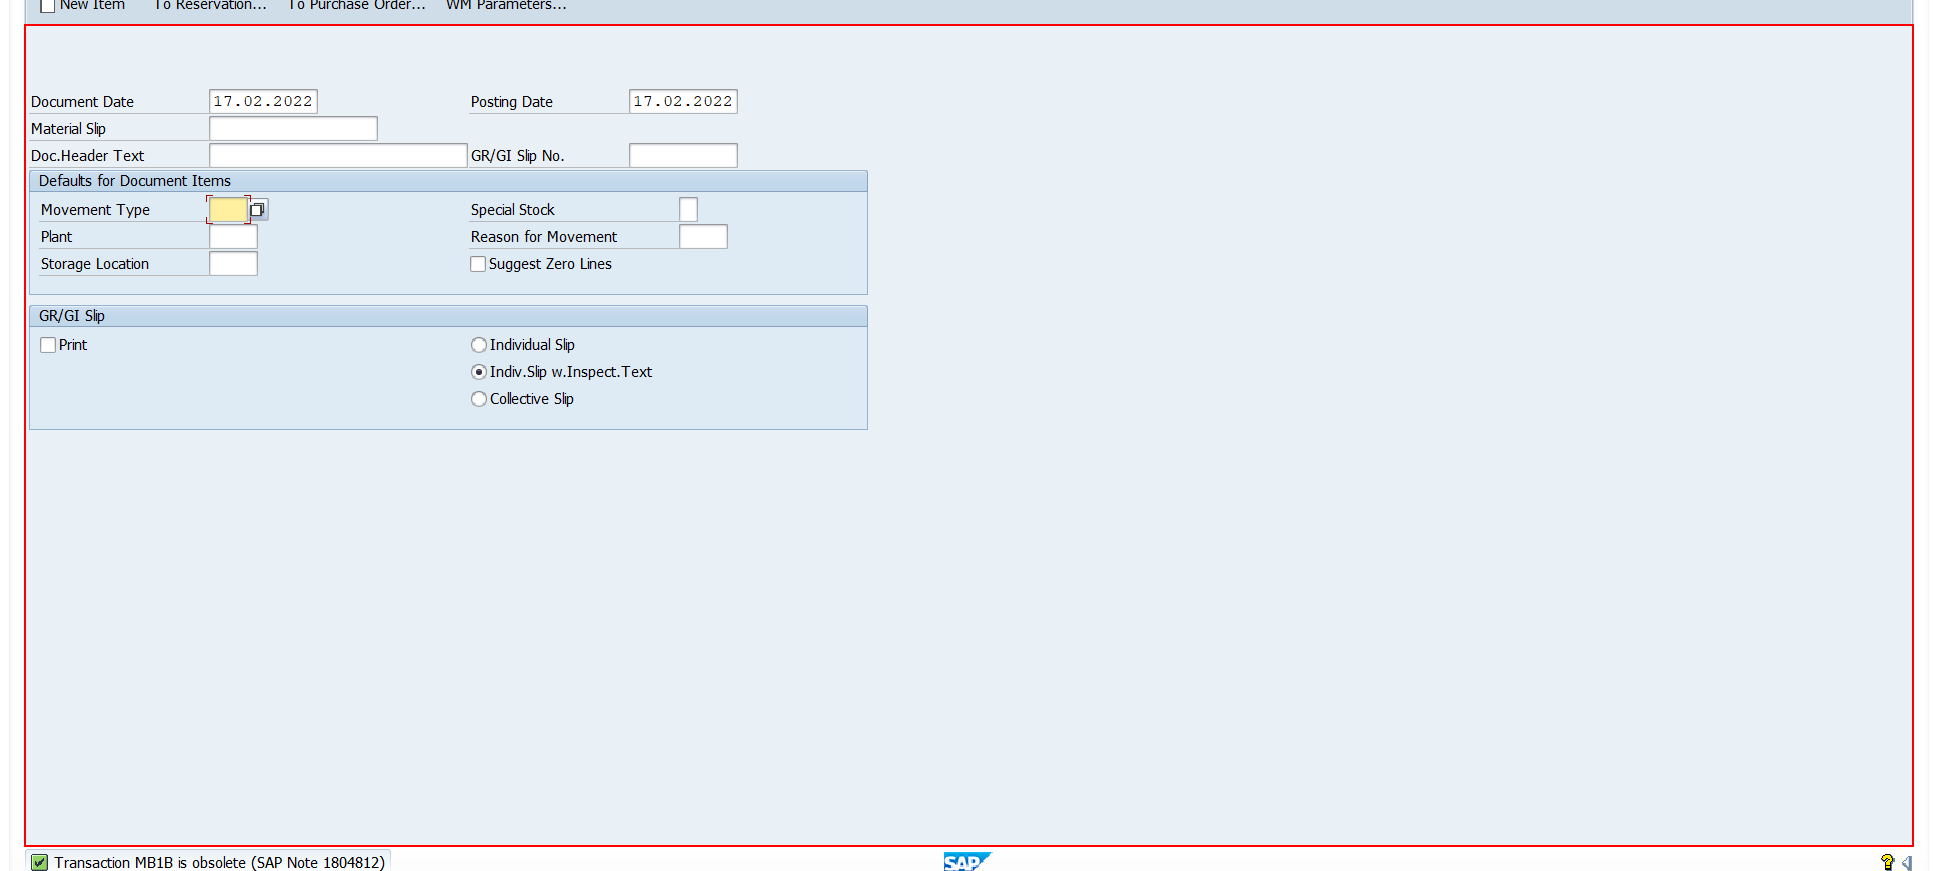 New Item To Reservation... To Purchase Order... WM Parameters...
Document Date 17.02.2022 Posting Date 17.02.2022
Material Slip
Doc.Header Text GR/GI Slip No.
Defaults for Document Items
Movement Type Special Stock
Plant Reason for Movement
Storage Location Suggest Zero Lines
GR/GI Slip
Print Individual Slip
Indiv.Slip w.Inspect.Text
Collective Slip
Transaction MB1B is obsolete (SAP Note 1804812) SAP